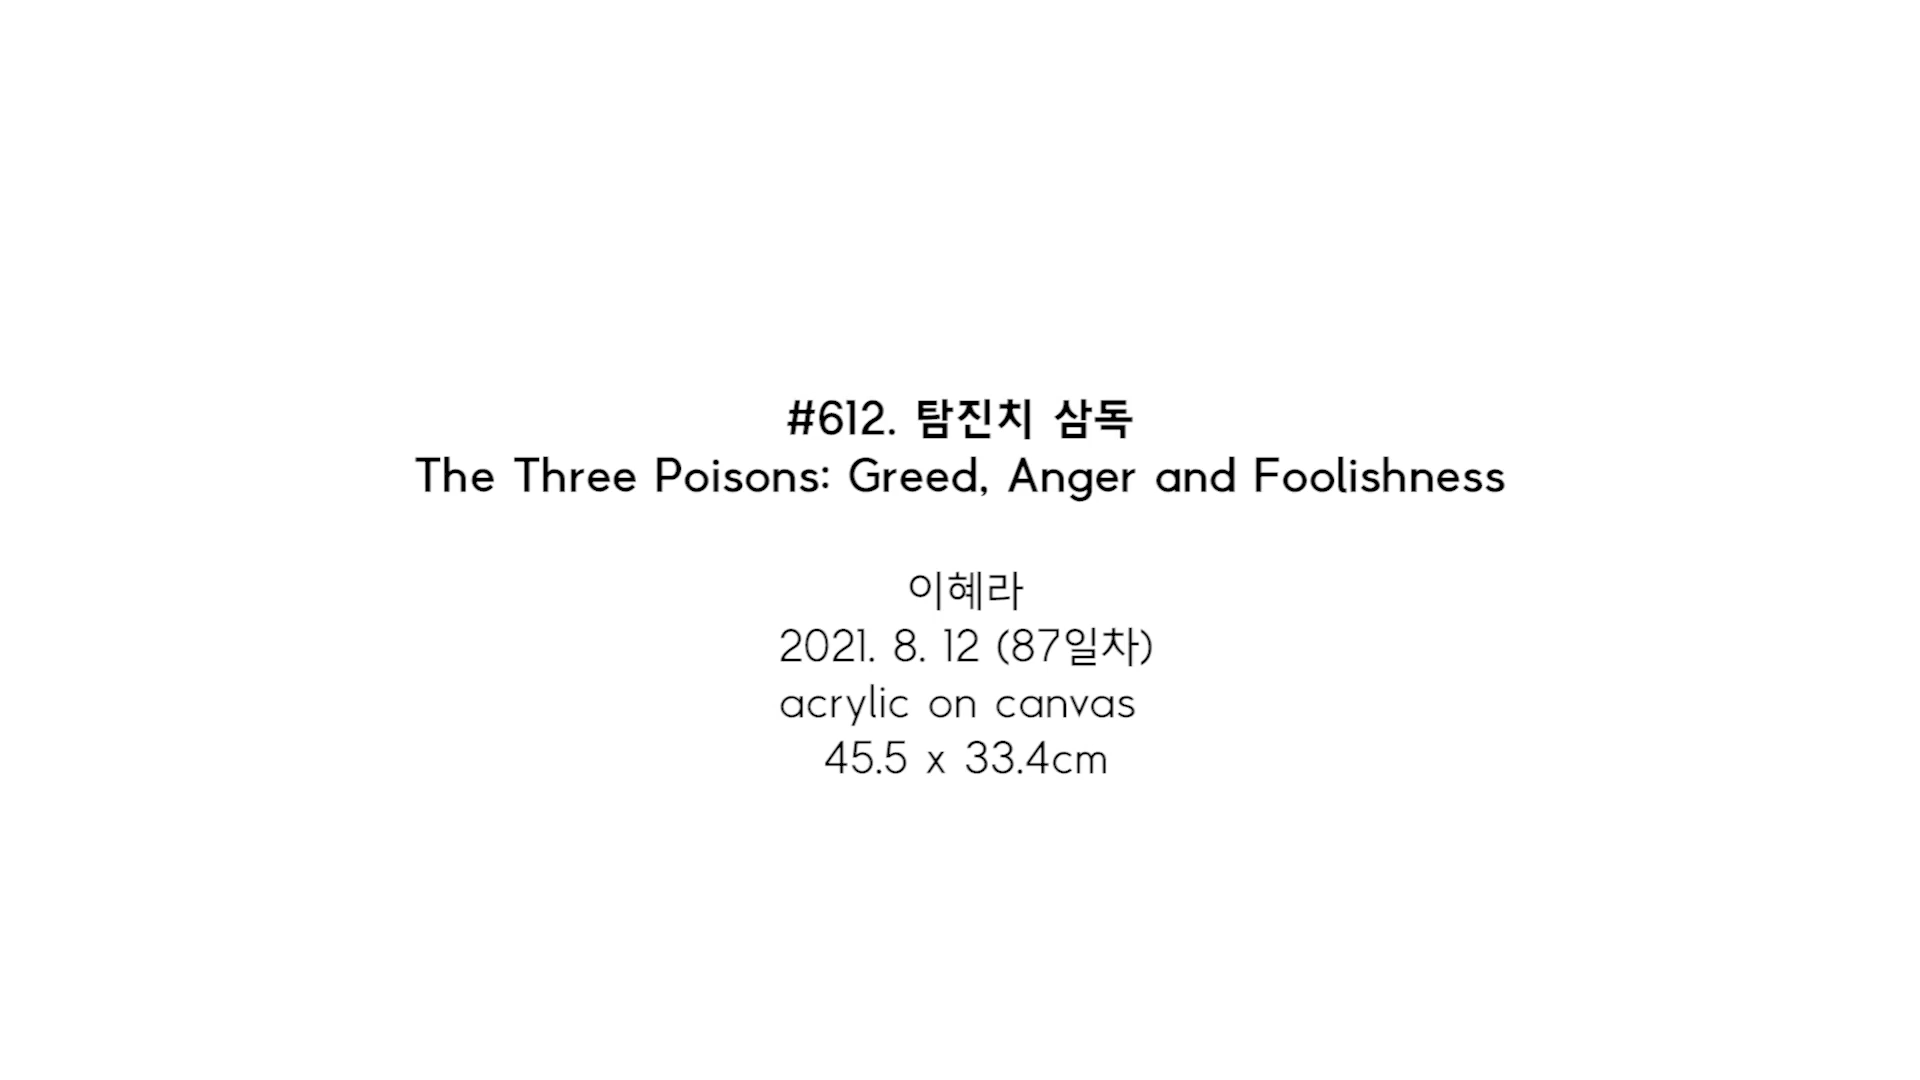 #612. 탐진치 삼독
The Three Poisons: Greed, Anger and Foolishness
이혜라
2021. 8. 12 (87일차)
acrylic on canvas
45.5 x 33.4cm